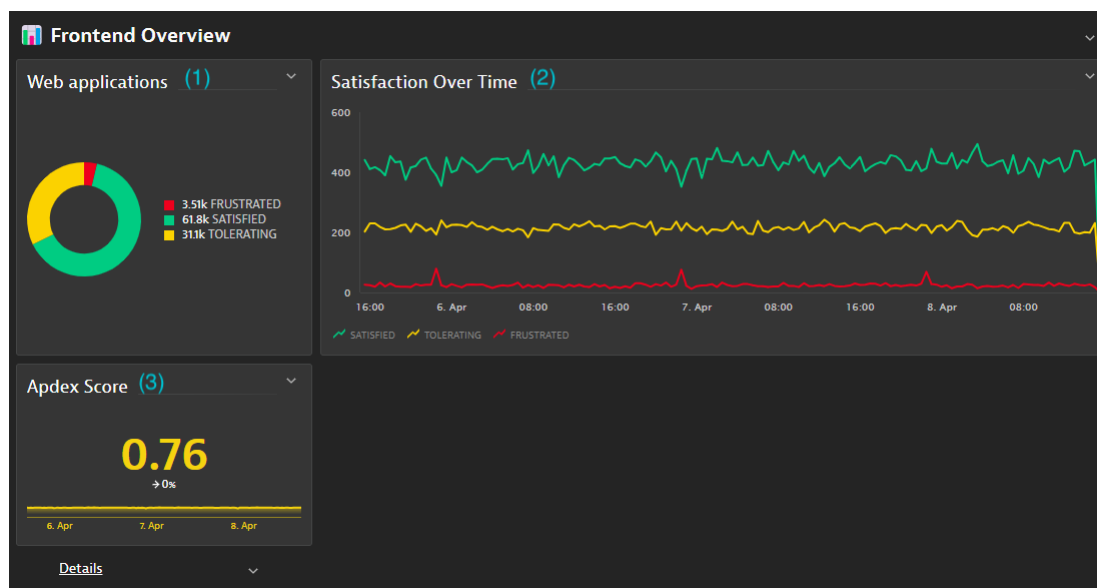 Frontend Overview
Web applications (1)
3.51k FRUSTRATED
61.8k SATISFIED
31.1k TOLERATING
Satisfaction Over Time (2)
600
400
200
0
16:00 6. Apr 08:00 16:00 7. Apr 08:00 16:00 8. Apr 08:00
SATISFIED TOLERATING FRUSTRATED
Apdex Score (3)
0.76
→0%
6. Apr 7. Apr 8. Apr
Details